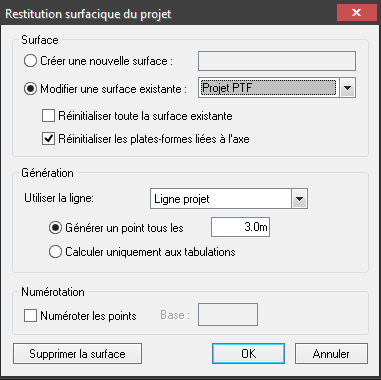 Restitution surfacique du projet
Surface
Créer une nouvelle surface :
Modifier une surface existante : Projet PTF
Réinitialiser toute la surface existante
Réinitialiser les plates-formes liées à l'axe
Génération
Utiliser la ligne: Ligne projet
Générer un point tous les 3.0m
Calculer uniquement aux tabulations
Numérotation
Numéroter les points Base :
Supprimer la surface OK Annuler